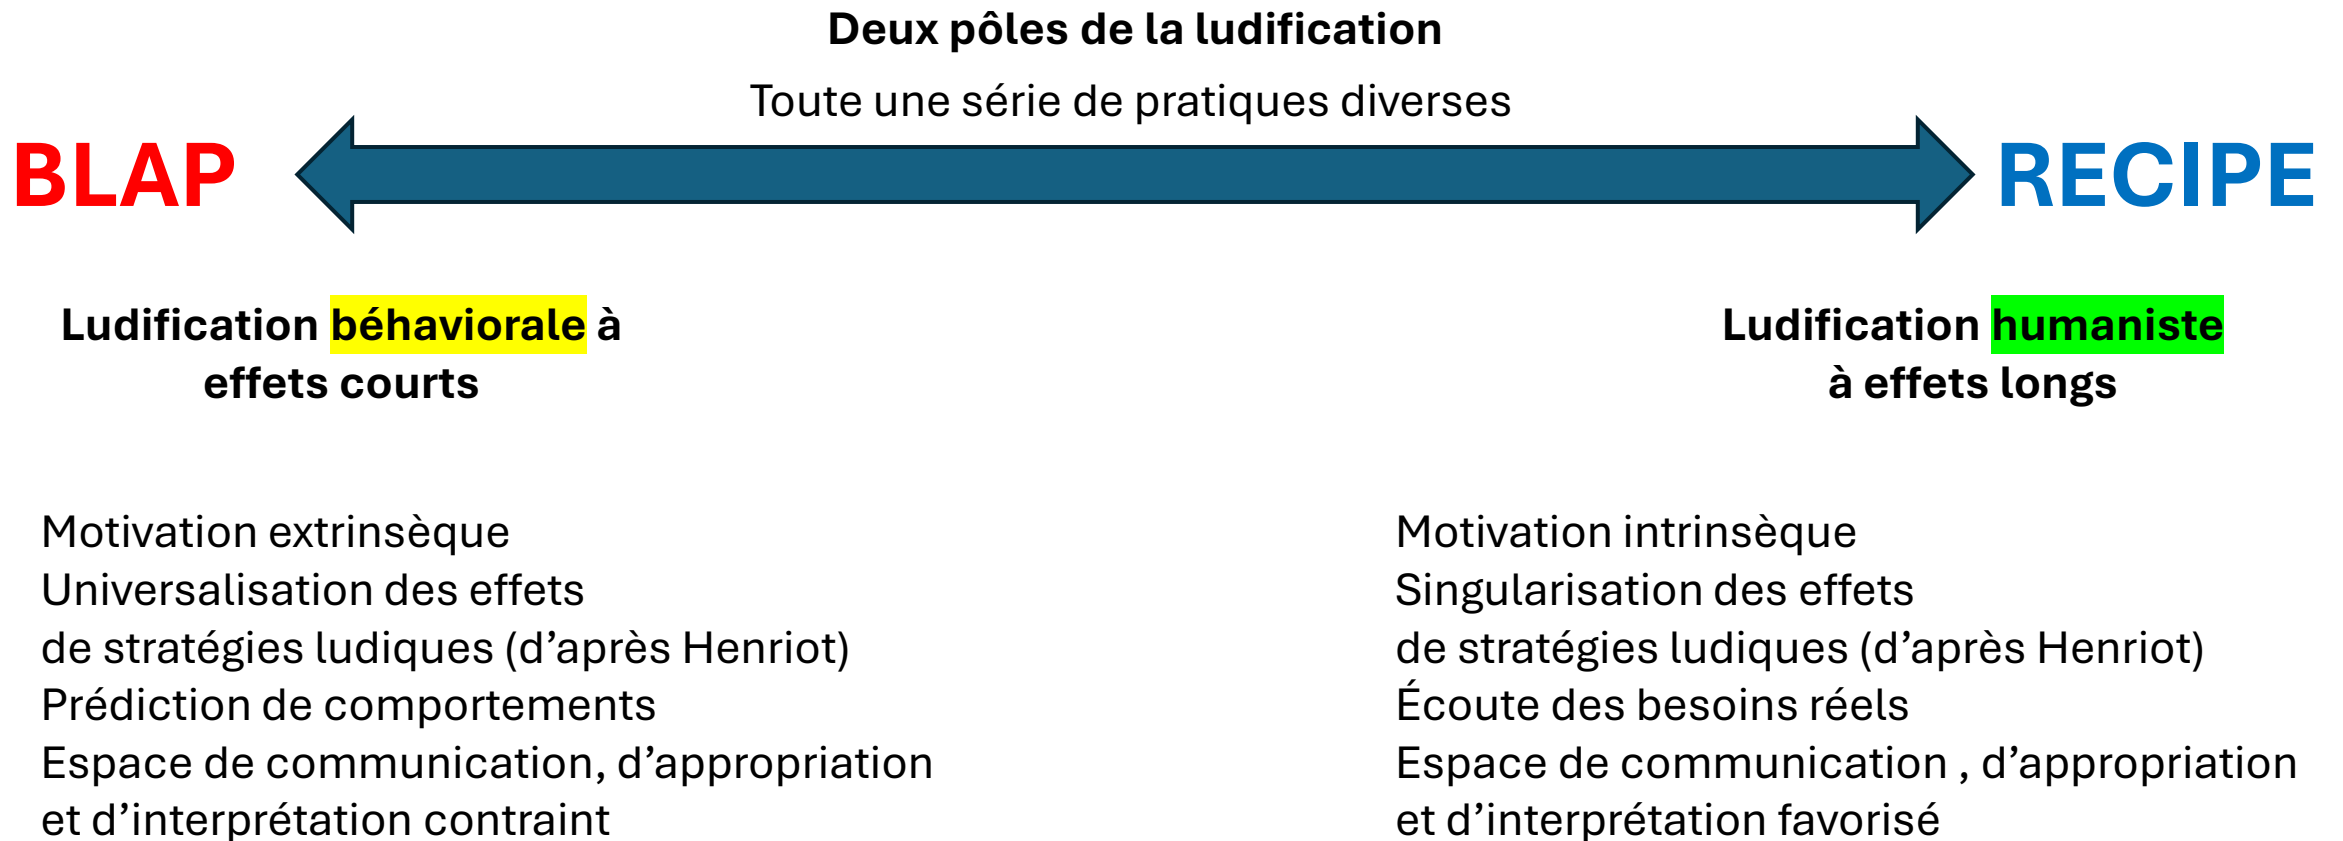 Deux pôles de la ludification
Toute une série de pratiques diverses
BLAP
RECIPE
Ludification béhaviorale à
effets courts
Ludification humaniste
à effets longs
Motivation extrinsèque
Universalisation des effets
de stratégies ludiques (d’après Henriot)
Prédiction de comportements
Espace de communication, d’appropriation
et d’interprétation contraint
Motivation intrinsèque
Singularisation des effets
de stratégies ludiques (d’après Henriot)
Écoute des besoins réels
Espace de communication , d’appropriation
et d’interprétation favorisé